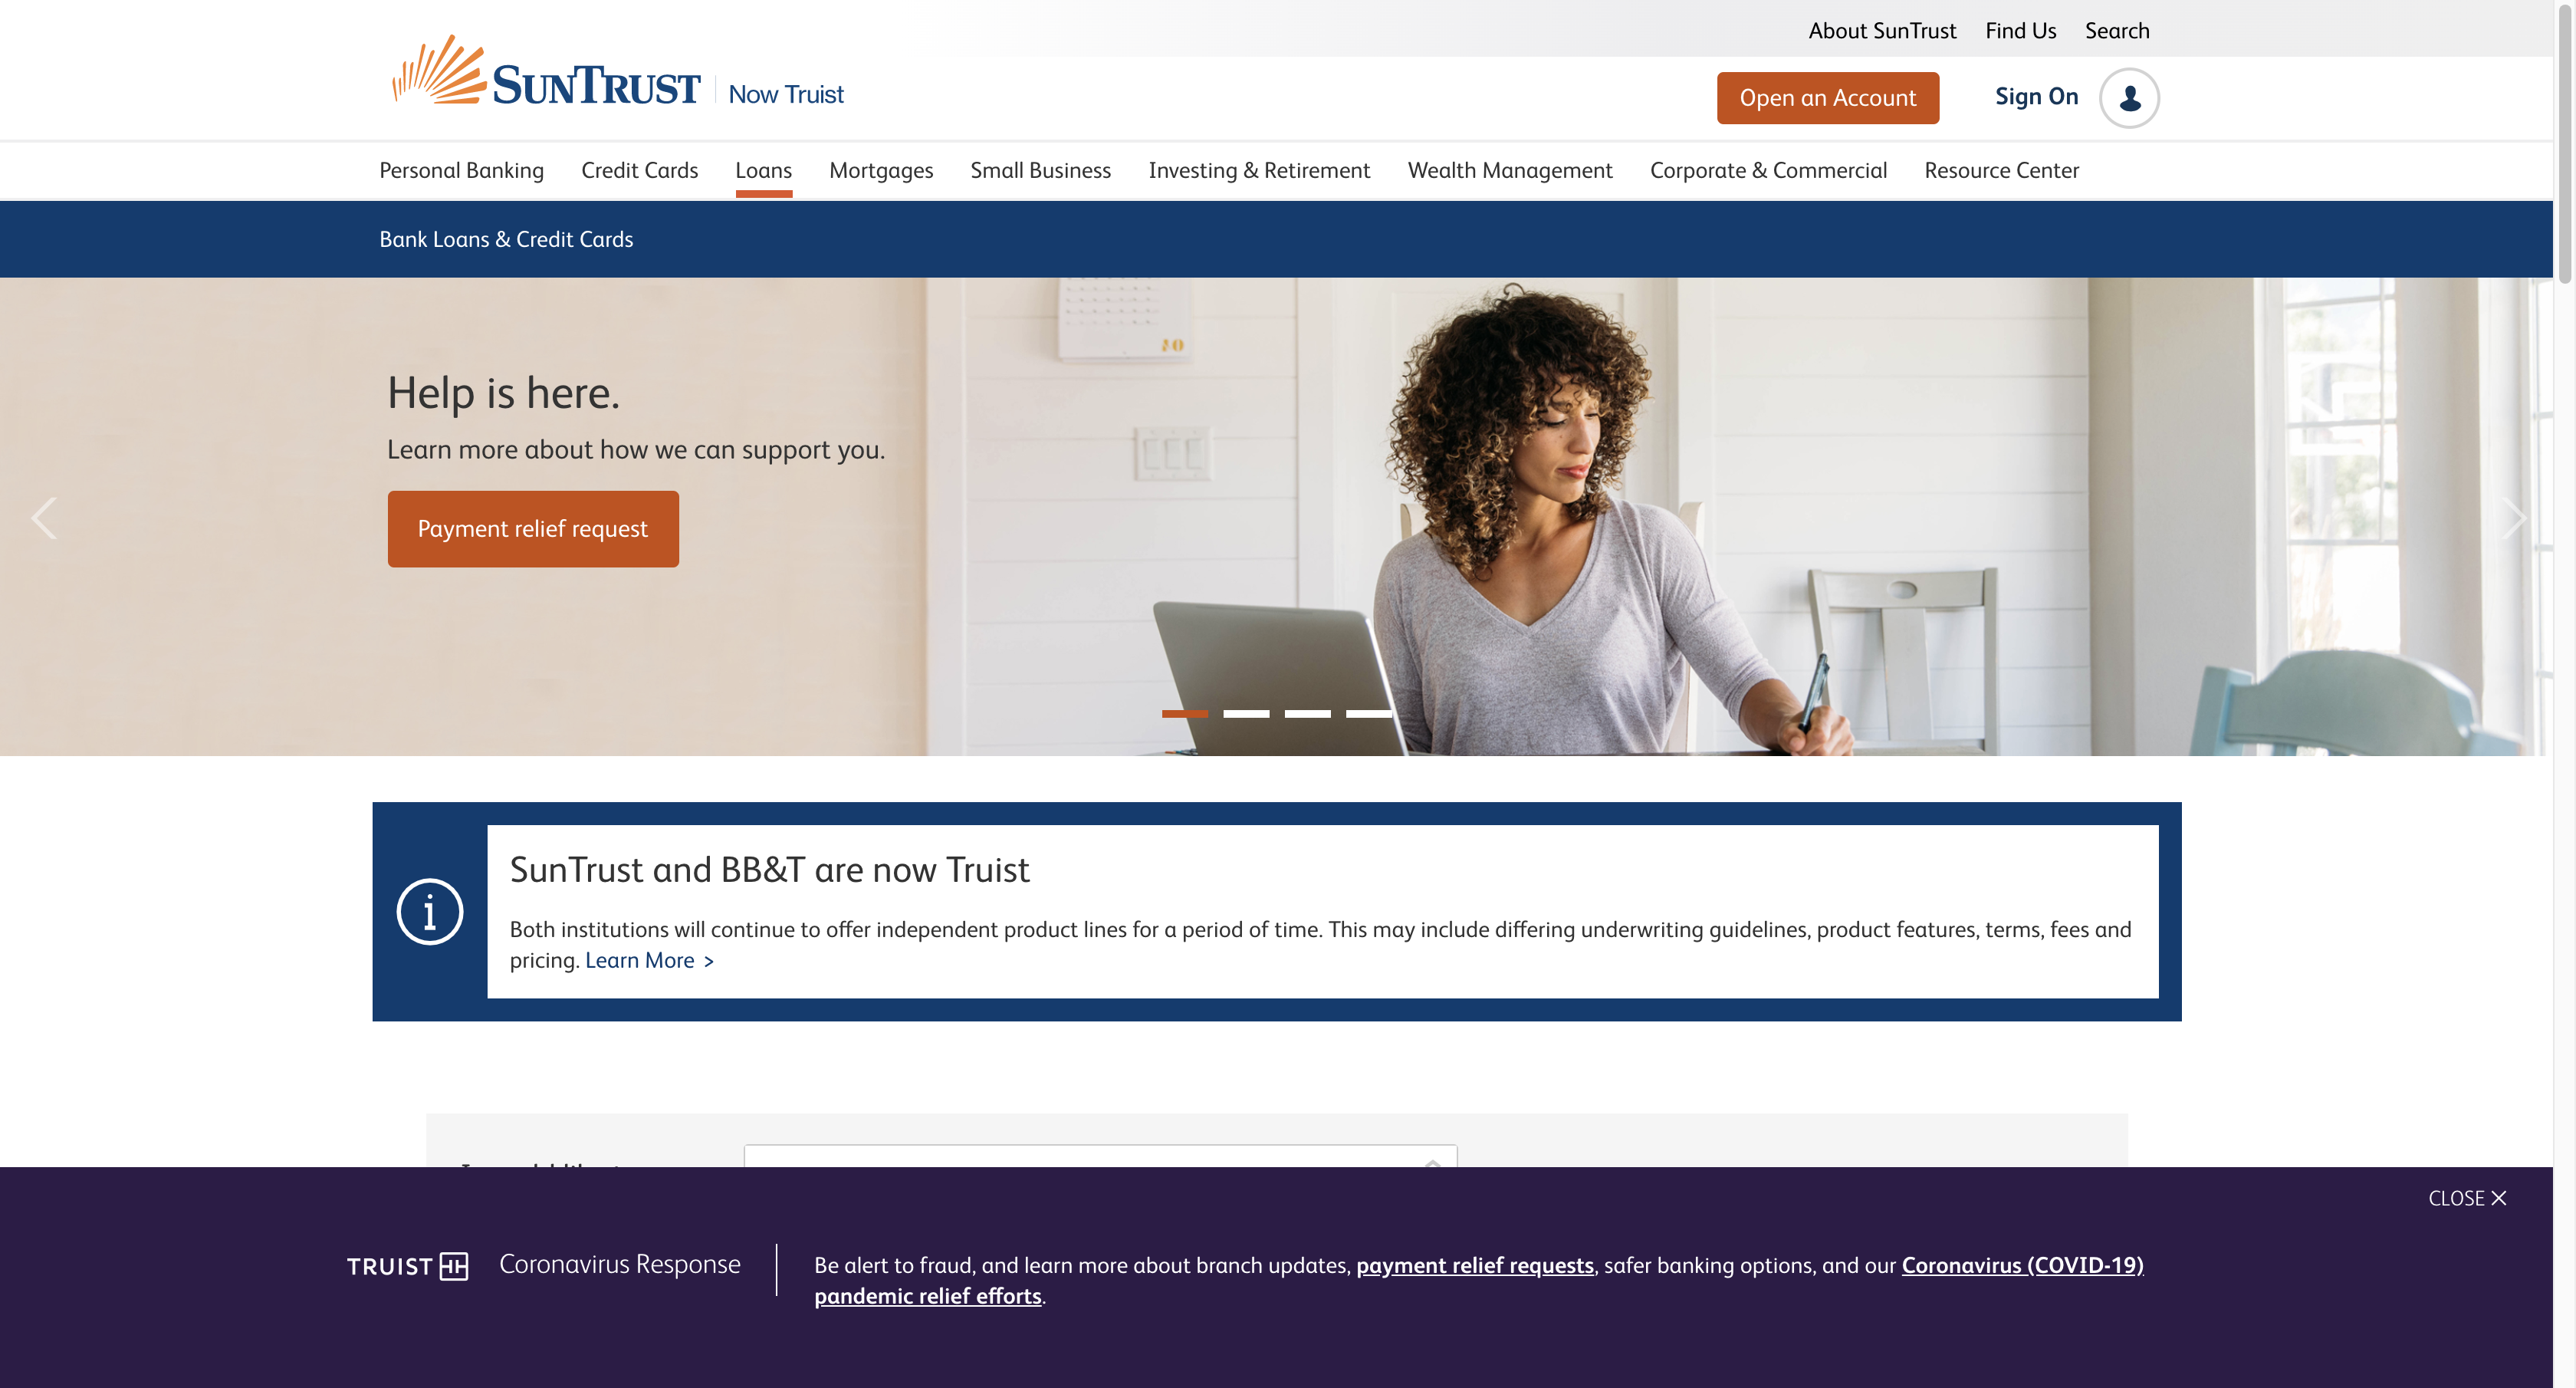 About SunTrust Find Us Search
SUNTRUST Now Truist
Open an Account Sign On
Personal Banking Credit Cards Loans Mortgages Small Business Investing & Retirement Wealth Management Corporate & Commercial Resource Center
Bank Loans & Credit Cards
Help is here.
Learn more about how we can support you.
Payment relief request
SunTrust and BB&T are now Truist
Both institutions will continue to offer independent product lines for a period of time. This may include differing underwriting guidelines, product features, terms, fees and
pricing. Learn More >
CLOSE X
TRUIST Coronavirus Response
Be alert to fraud, and learn more about branch updates, payment relief requests, safer banking options, and our Coronavirus (COVID-19)
pandemic relief efforts.